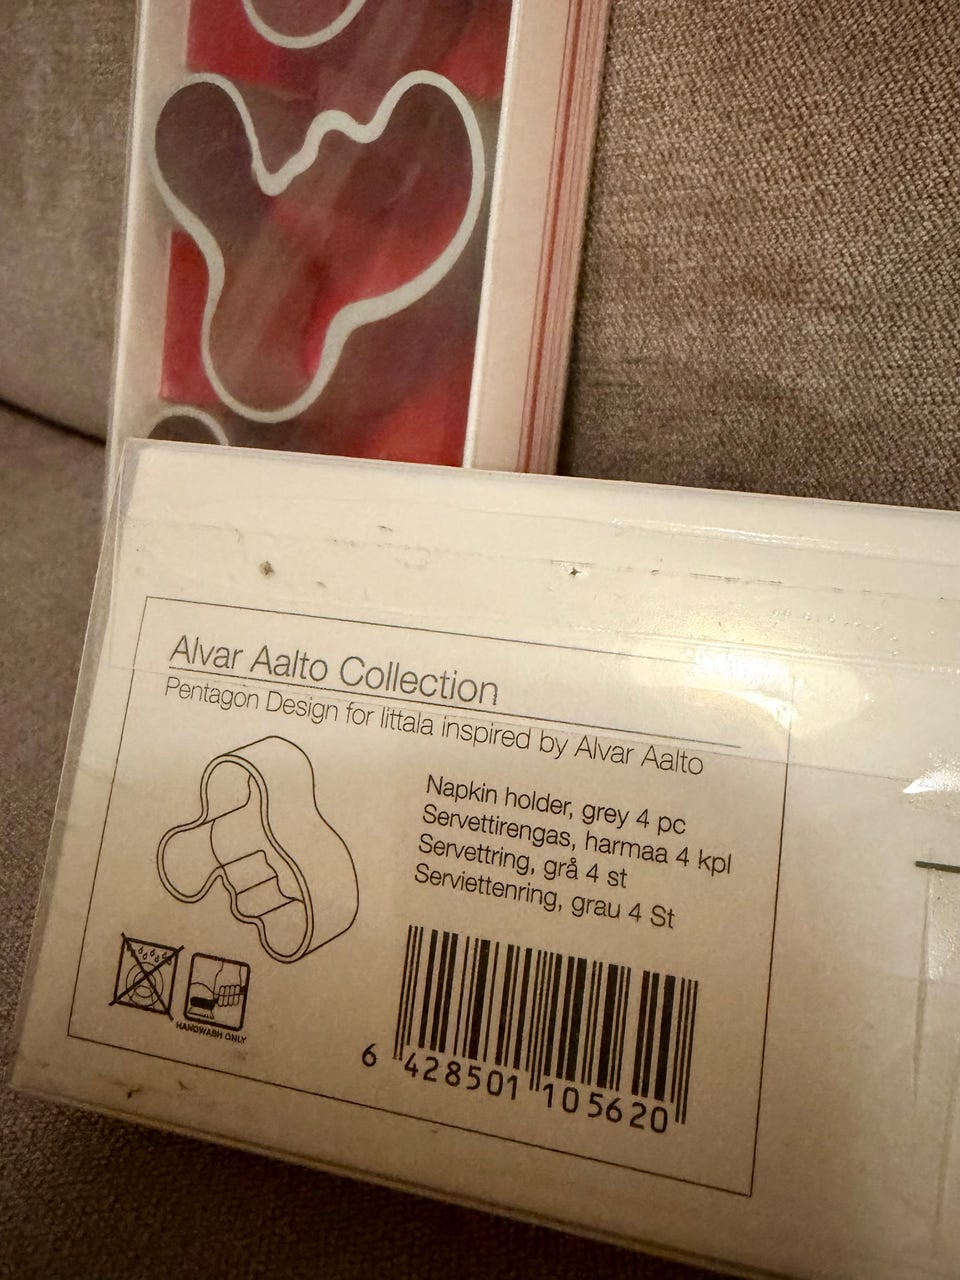 Alvar Aalto Collection
Pentagon Design for Iittala inspired by Alvar Aalto
Napkin holder, grey 4 pc
Servettirengas, harmaa 4 kpl
Servettring, grå 4 st
Serviettenring, grau 4 St
HANDWASH ONLY
6 428501 105620